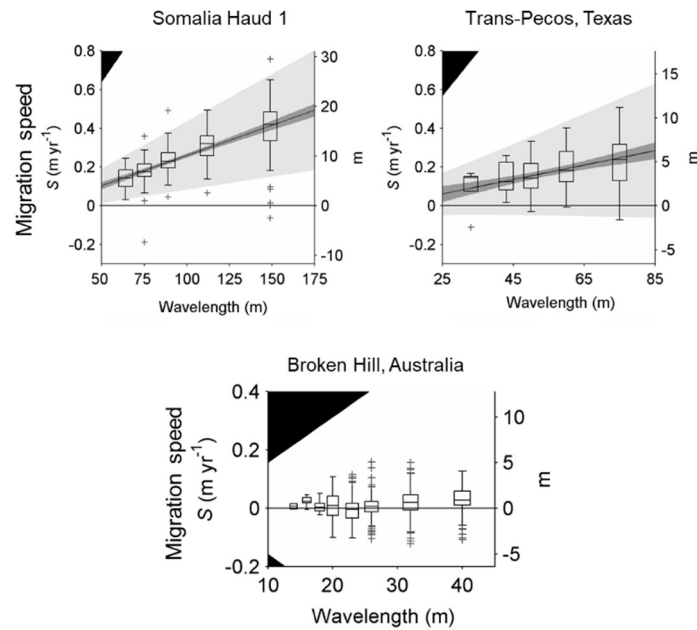 Somalia Haud 1
Trans-Pecos, Texas
Migration speed
S (m yr⁻¹)
0.8
0.6
0.4
0.2
0
-0.2
30
20
10
0
-10
m
50 75 100 125 150 175
Wavelength (m)
0.8
0.6
0.4
0.2
0
-0.2
15
10
5
0
-5
m
25 45 65 85
Wavelength (m)
Broken Hill, Australia
Migration speed
S (m yr⁻¹)
0.4
0.2
0
-0.2
10
5
0
-5
m
10 20 30 40
Wavelength (m)